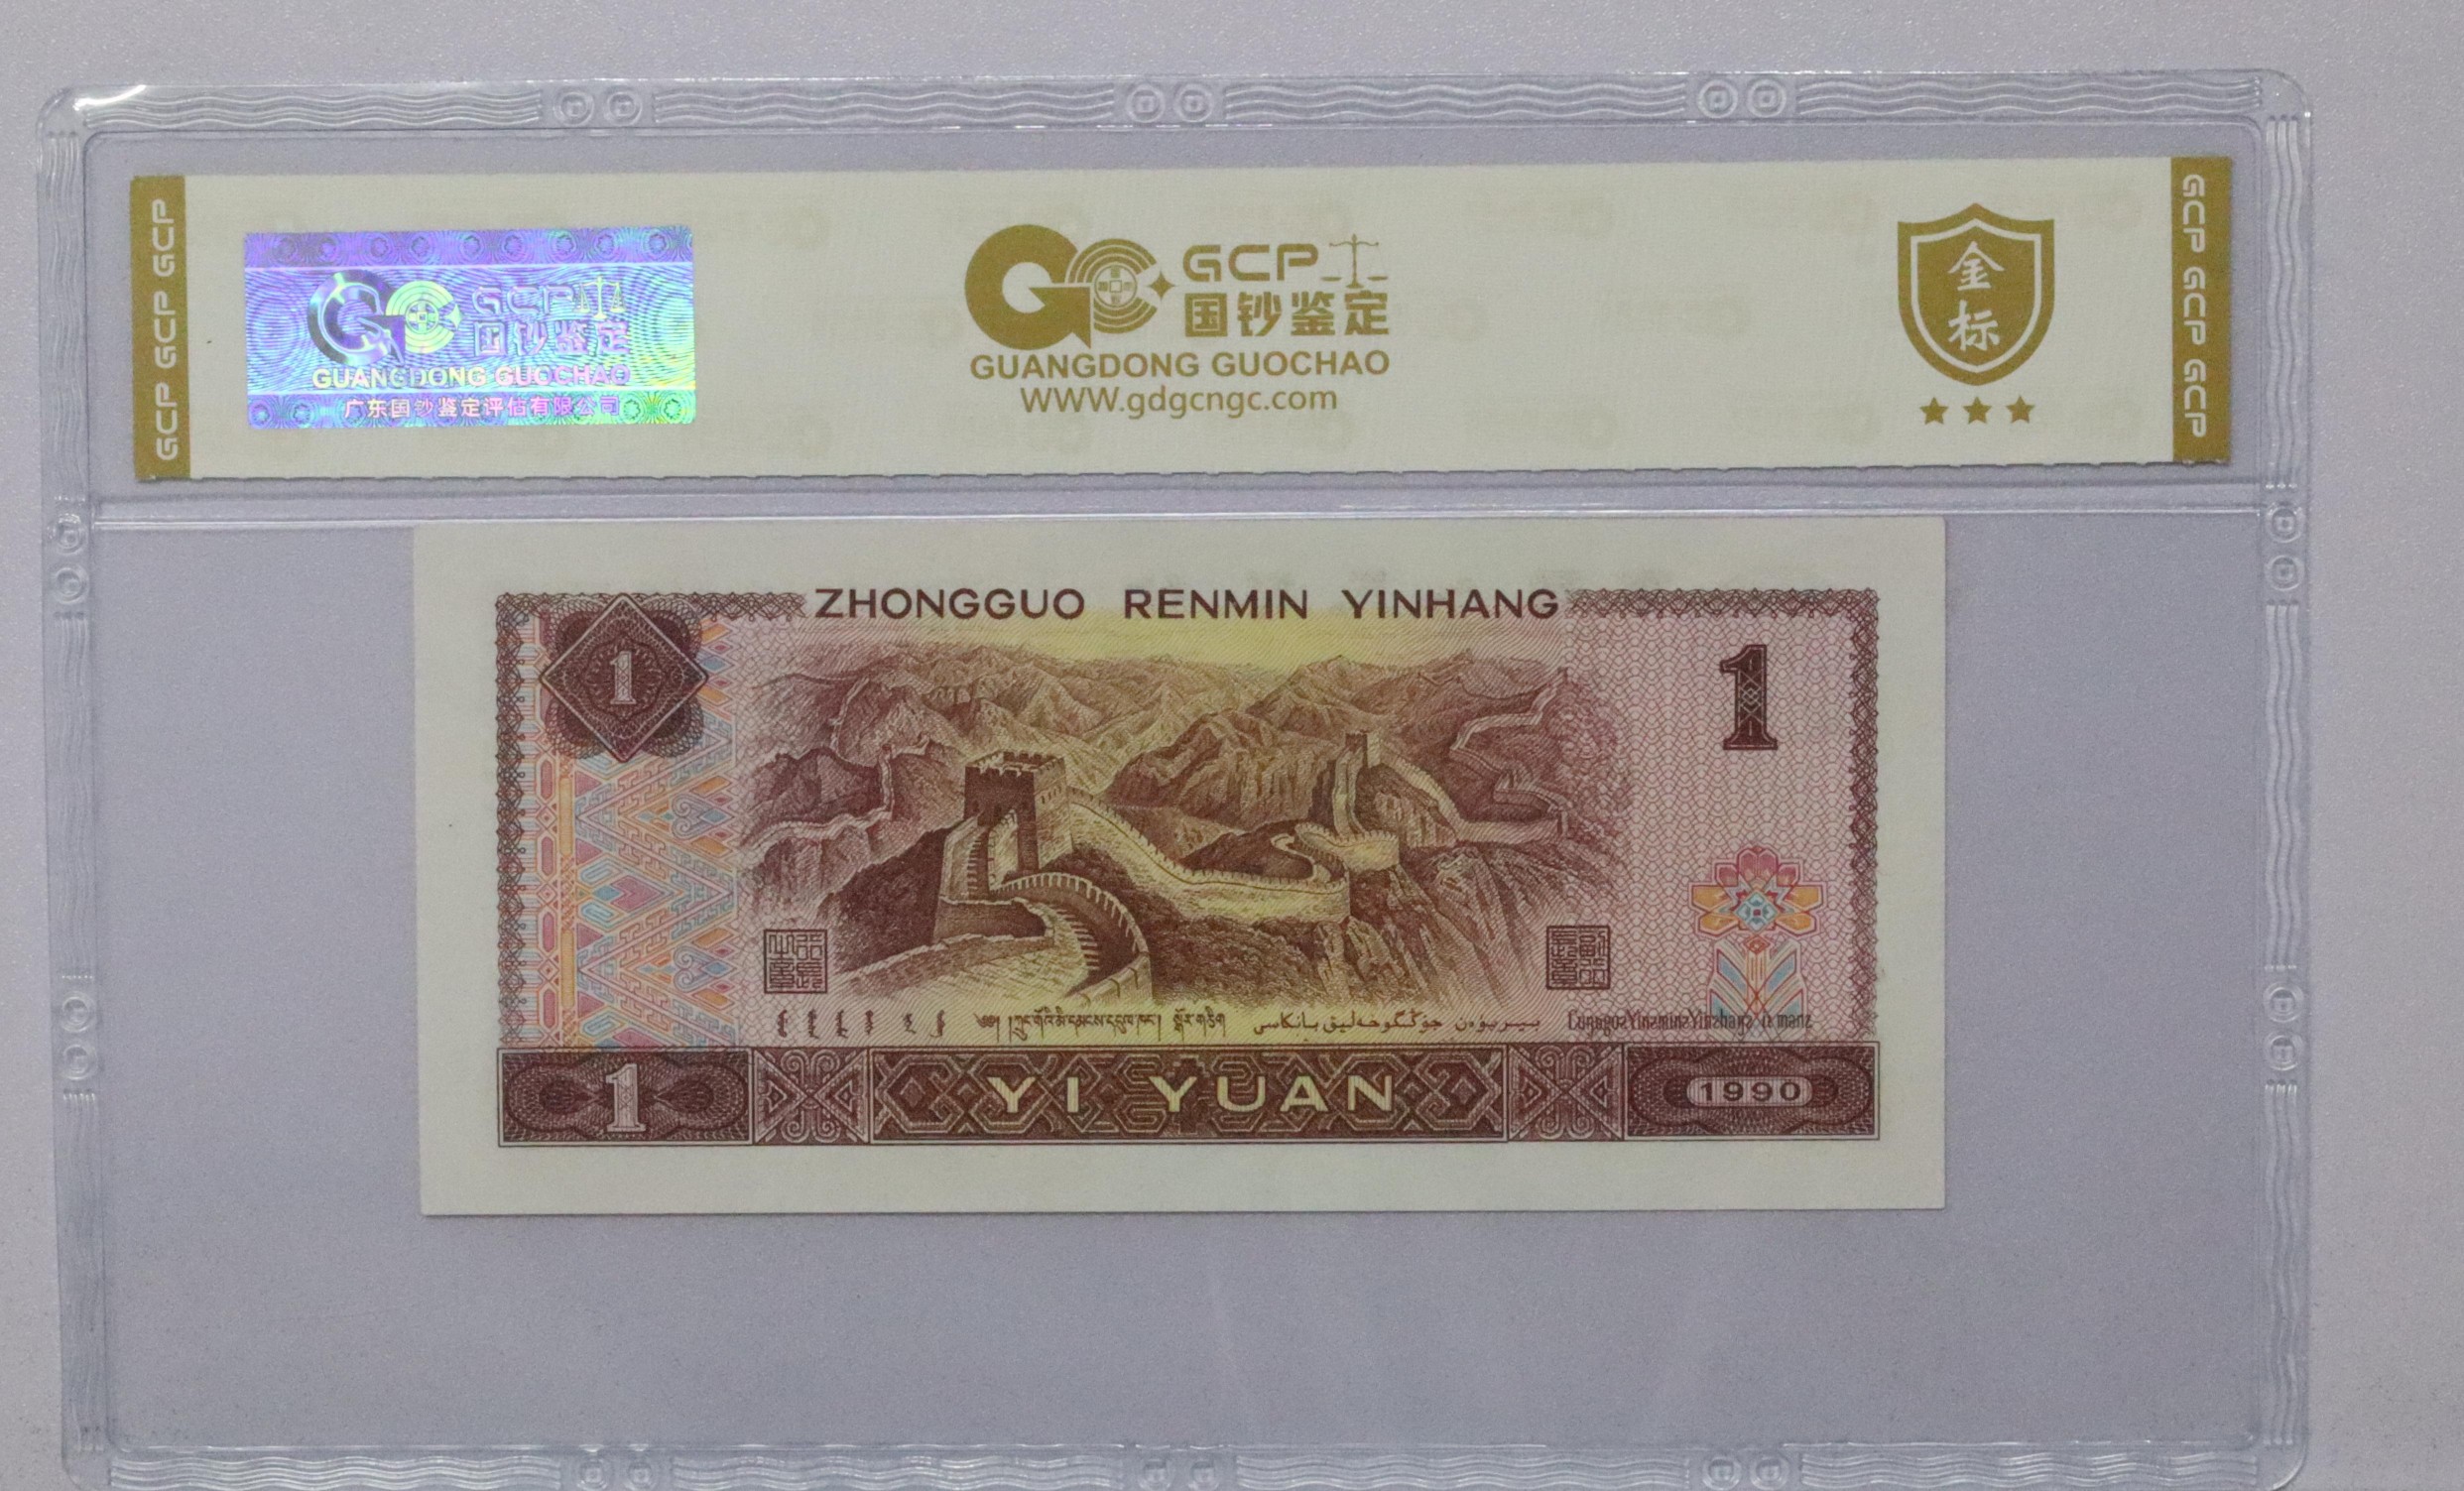 GCP GCP GCP
GCP
国钞鉴定
GUANGDONG GUOCHAO
广东国钞鉴定评估有限公司
GCP
国钞鉴定
GUANGDONG GUOCHAO
WWW.gdgcngc.com
金标
GCP GCP GCP
ZHONGGUO RENMIN YINHANG
1
1
1
YI YUAN
1990